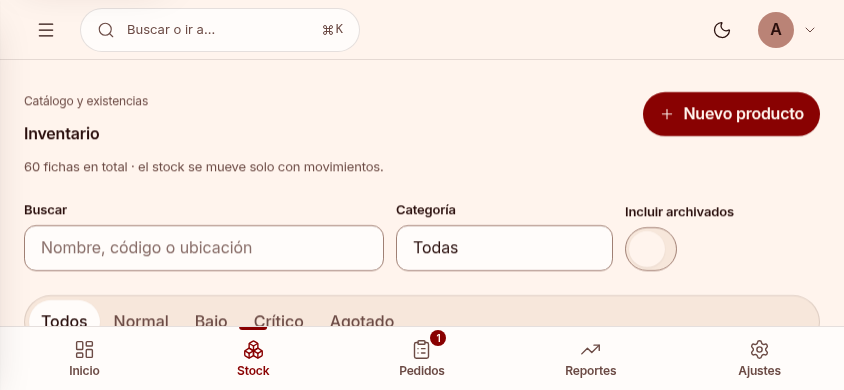 Buscar o ir a...
⌘K
A
Catálogo y existencias
Inventario
60 fichas en total · el stock se mueve solo con movimientos.
+ Nuevo producto
Buscar
Categoría
Incluir archivados
Nombre, código o ubicación
Todas
Todos Normal Bajo Crítico Agotado
1
Inicio Stock Pedidos Reportes Ajustes